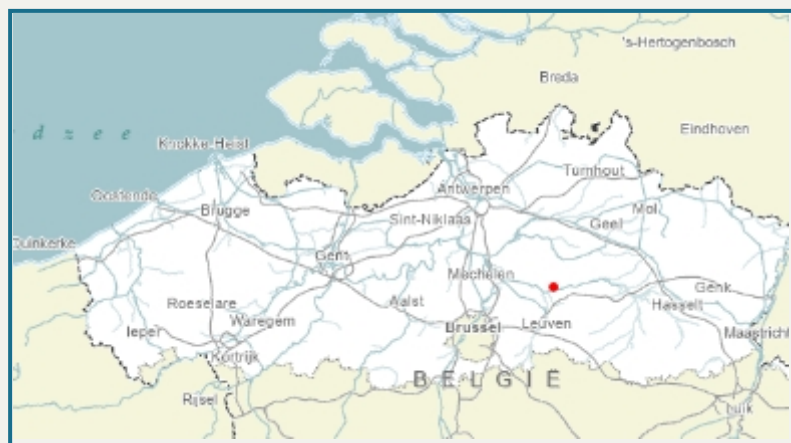 's-Hertogenbosch
Breda
d z e e
Eindhoven
Knokke-Heist
Turnhout
Oostende
Antwerpen
Mol
Brugge
Sint-Niklaas
Geel
Duinkerke
Gent
Mechelen
Genk
Roeselare
Aalst
Hasselt
Ieper
Waregem
Brussel
Leuven
Maastricht
Kortrijk
BELGIË
Rijsel
Luik